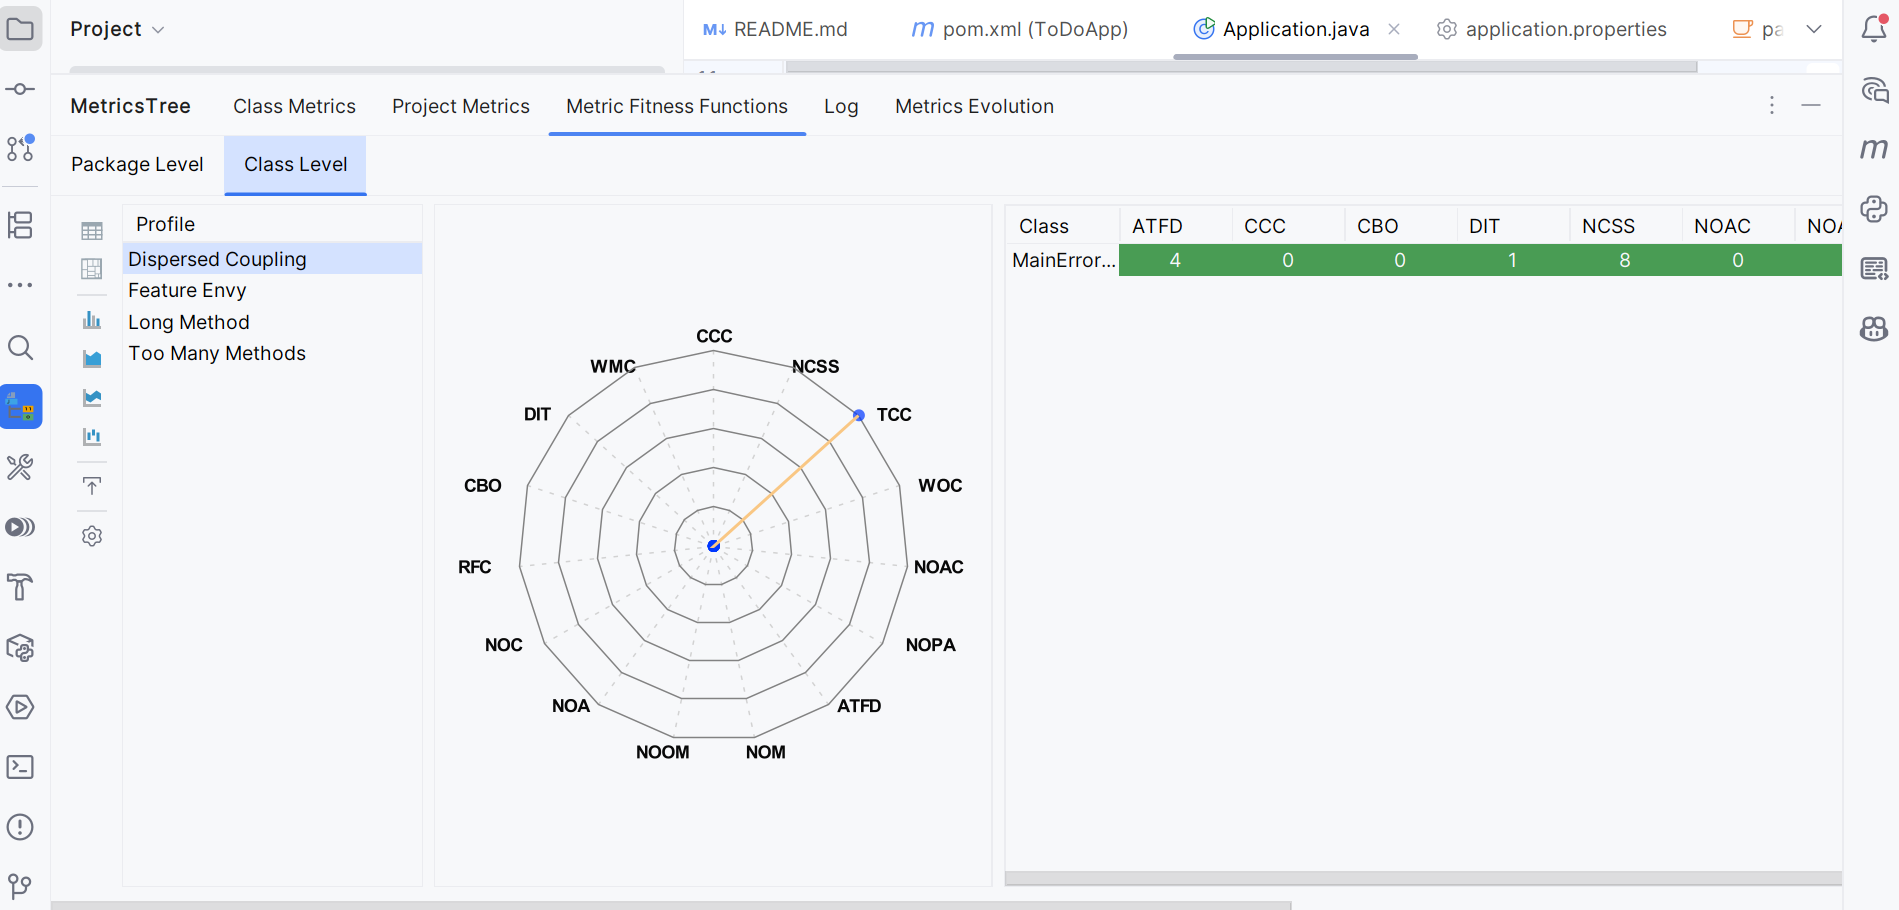 Project
README.md
pom.xml (ToDoApp)
Application.java
application.properties
MetricsTree
Class Metrics
Project Metrics
Metric Fitness Functions
Log
Metrics Evolution
Package Level
Class Level
Profile
Dispersed Coupling
Feature Envy
Long Method
Too Many Methods
CCC
NCSS
TCC
WOC
NOAC
NOPA
ATFD
NOM
NOOM
NOA
NOC
RFC
CBO
DIT
WMC
Class ATFD CCC CBO DIT NCSS NOAC
MainError... 4 0 0 1 8 0